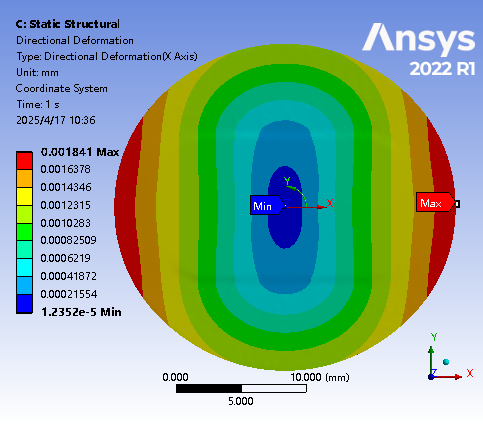 C: Static Structural
Directional Deformation
Type: Directional Deformation(X Axis)
Unit: mm
Coordinate System
Time: 1 s
2025/4/17 10:36
Ansys
2022 R1
0.001841 Max
0.0016378
0.0014346
0.0012315
0.0010283
0.00082509
0.0006219
0.00041872
0.00021554
1.2352e-5 Min
Y
X
Min
Max
0.000
10.000 (mm)
5.000
Y
Z
X